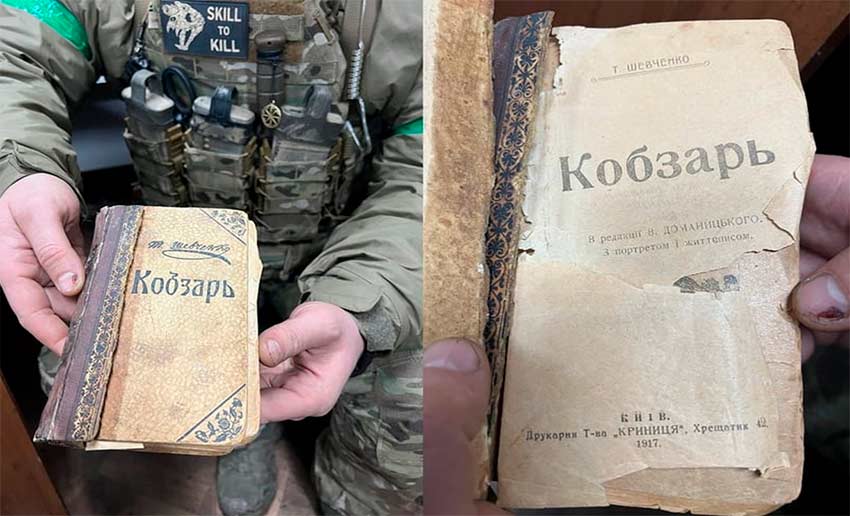 SKILL
TO
KILL
Т. Шевченко
Кобзарь
Т. ШЕВЧЕНКО
Кобзарь
В редакції В. ДОМАНИЦЬКОГО.
З портретом і життєписом.
КИЇВ.
Друкарня Т-ва „КРИНИЦЯ“, Хрещатик 42.
1917.